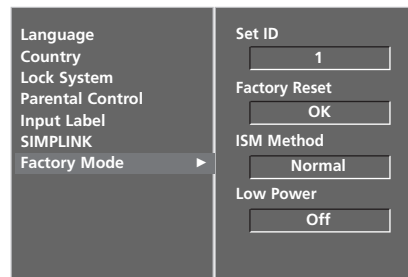 Language
Country
Lock System
Parental Control
Input Label
SIMPLINK
Factory Mode ►
Set ID
1
Factory Reset
OK
ISM Method
Normal
Low Power
Off